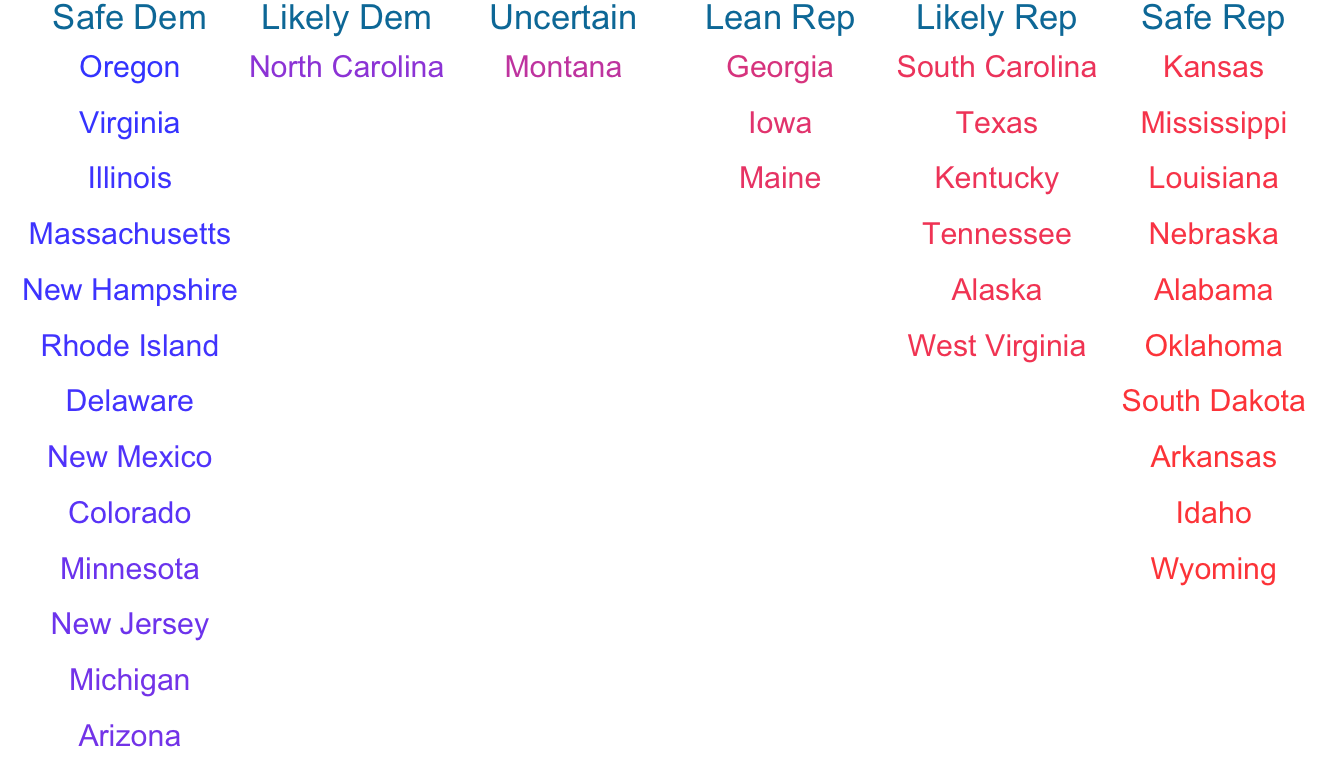 Safe Dem Likely Dem Uncertain Lean Rep Likely Rep Safe Rep
Oregon North Carolina Montana Georgia South Carolina Kansas
Virginia Iowa Texas Mississippi
Illinois Maine Kentucky Louisiana
Massachusetts Tennessee Nebraska
New Hampshire Alaska Alabama
Rhode Island West Virginia Oklahoma
Delaware South Dakota
New Mexico Arkansas
Colorado Idaho
Minnesota Wyoming
New Jersey
Michigan
Arizona